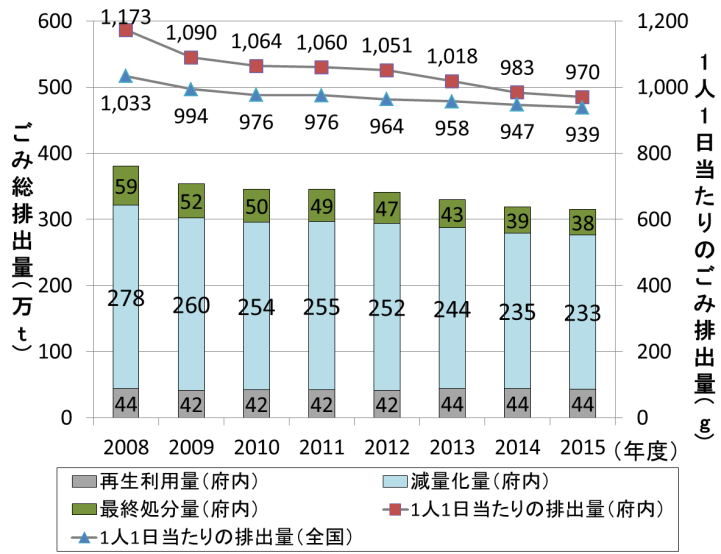 ごみ総排出量(万t)
1人1日当たりのごみ排出量(g)
600 500 400 300 200 100 0
1,200 1,000 800 600 400 200 0
1,173 1,090 1,064 1,060 1,051 1,018 983 970
1,033 994 976 976 964 958 947 939
59 52 50 49 47 43 39 38
278 260 254 255 252 244 235 233
44 42 42 42 42 44 44 44
2008 2009 2010 2011 2012 2013 2014 2015 (年度)
再生利用量(府内) 減量化量(府内)
最終処分量(府内) 1人1日当たりの排出量(府内)
1人1日当たりの排出量(全国)